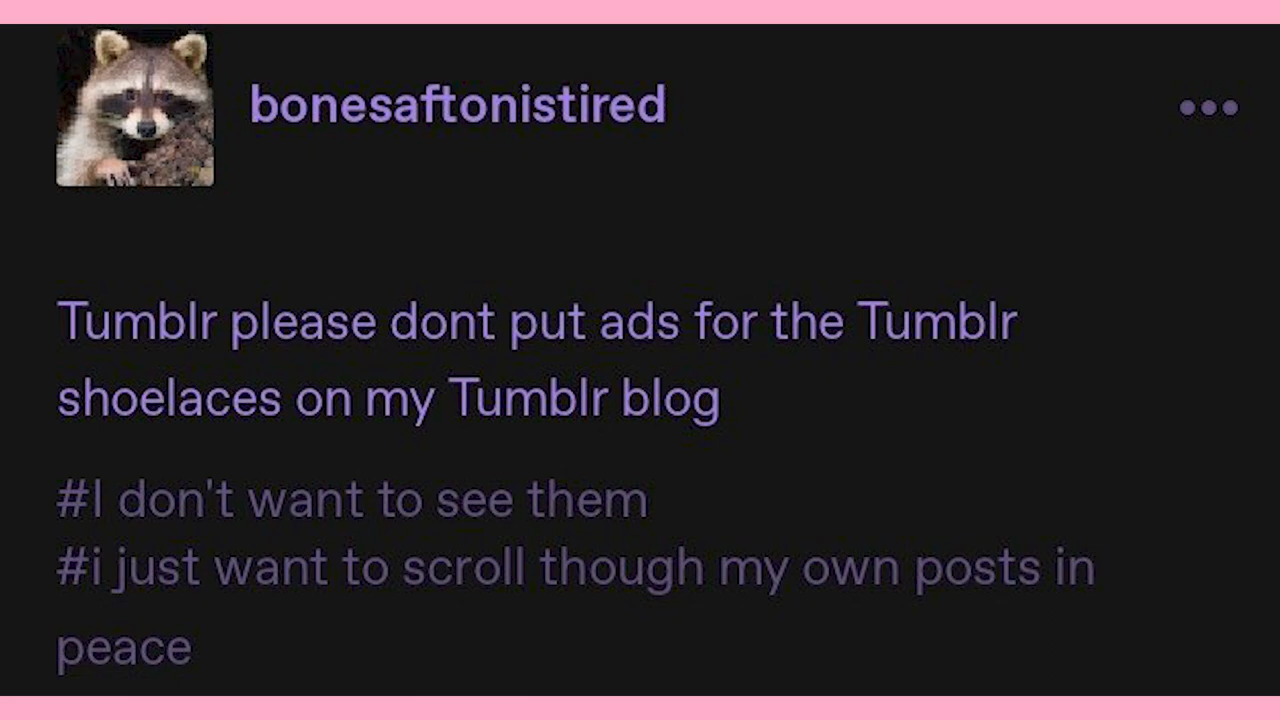 bonesaftonistired
Tumblr please dont put ads for the Tumblr
shoelaces on my Tumblr blog
#I don't want to see them
#i just want to scroll though my own posts in
peace